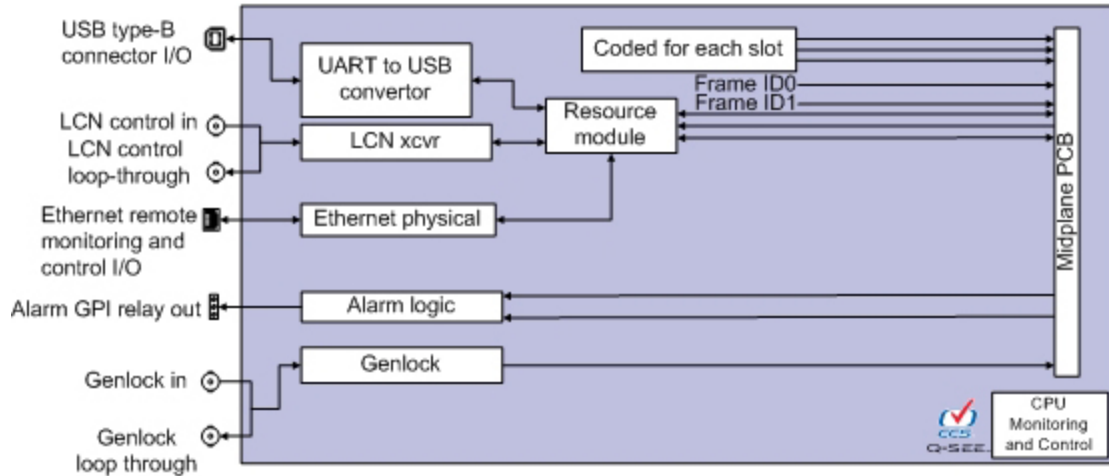 USB type-B
connector I/O
UART to USB
convertor
Coded for each slot
Frame ID0
Frame ID1
Resource
module
LCN control in
LCN control
loop-through
LCN xcvr
Midplane PCB
Ethernet remote
monitoring and
control I/O
Ethernet physical
Alarm GPI relay out
Alarm logic
Genlock in
Genlock
Genlock
loop through
CCS
Q-SEE
CPU
Monitoring
and Control